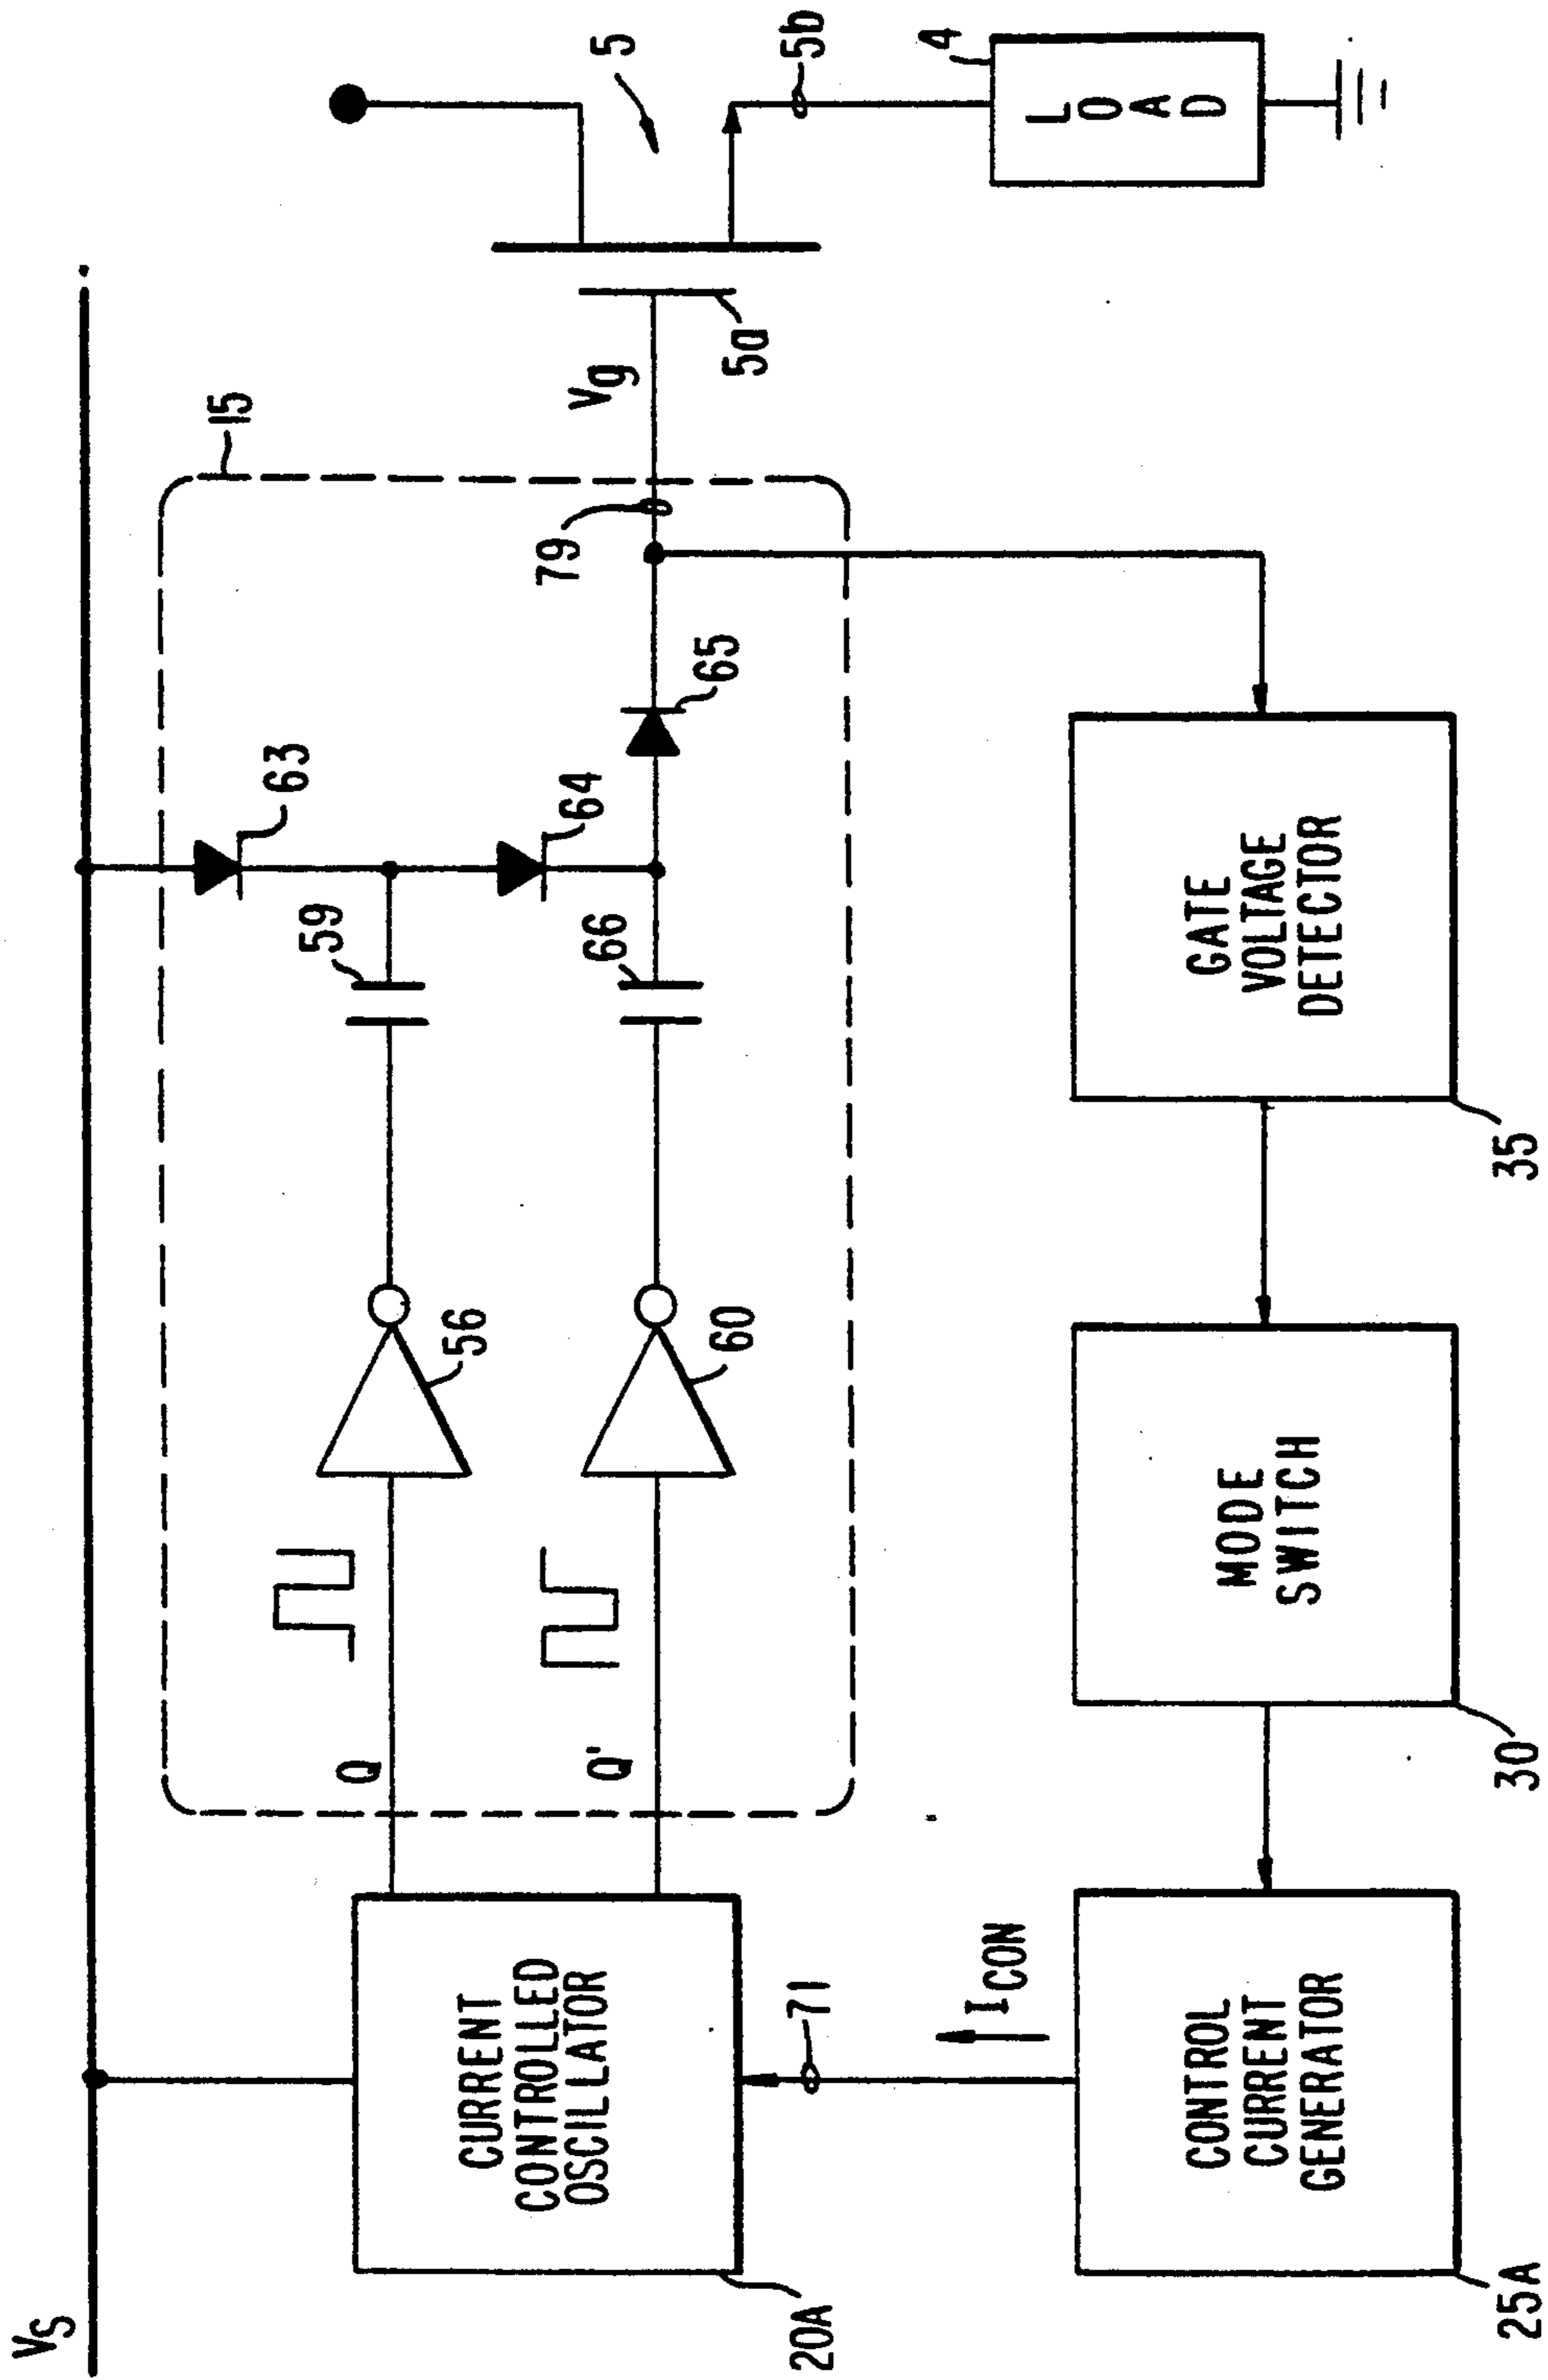 VS
15
63
59
64
66
65
79
Vg
5
5a
5b
4
LOAD
56
60
Q
Q'
CURRENT
CONTROLLED
OSCILLATOR
20A
71
ICON
CONTROL
CURRENT
GENERATOR
25A
MODE
SWITCH
30
GATE
VOLTAGE
DETECTOR
35